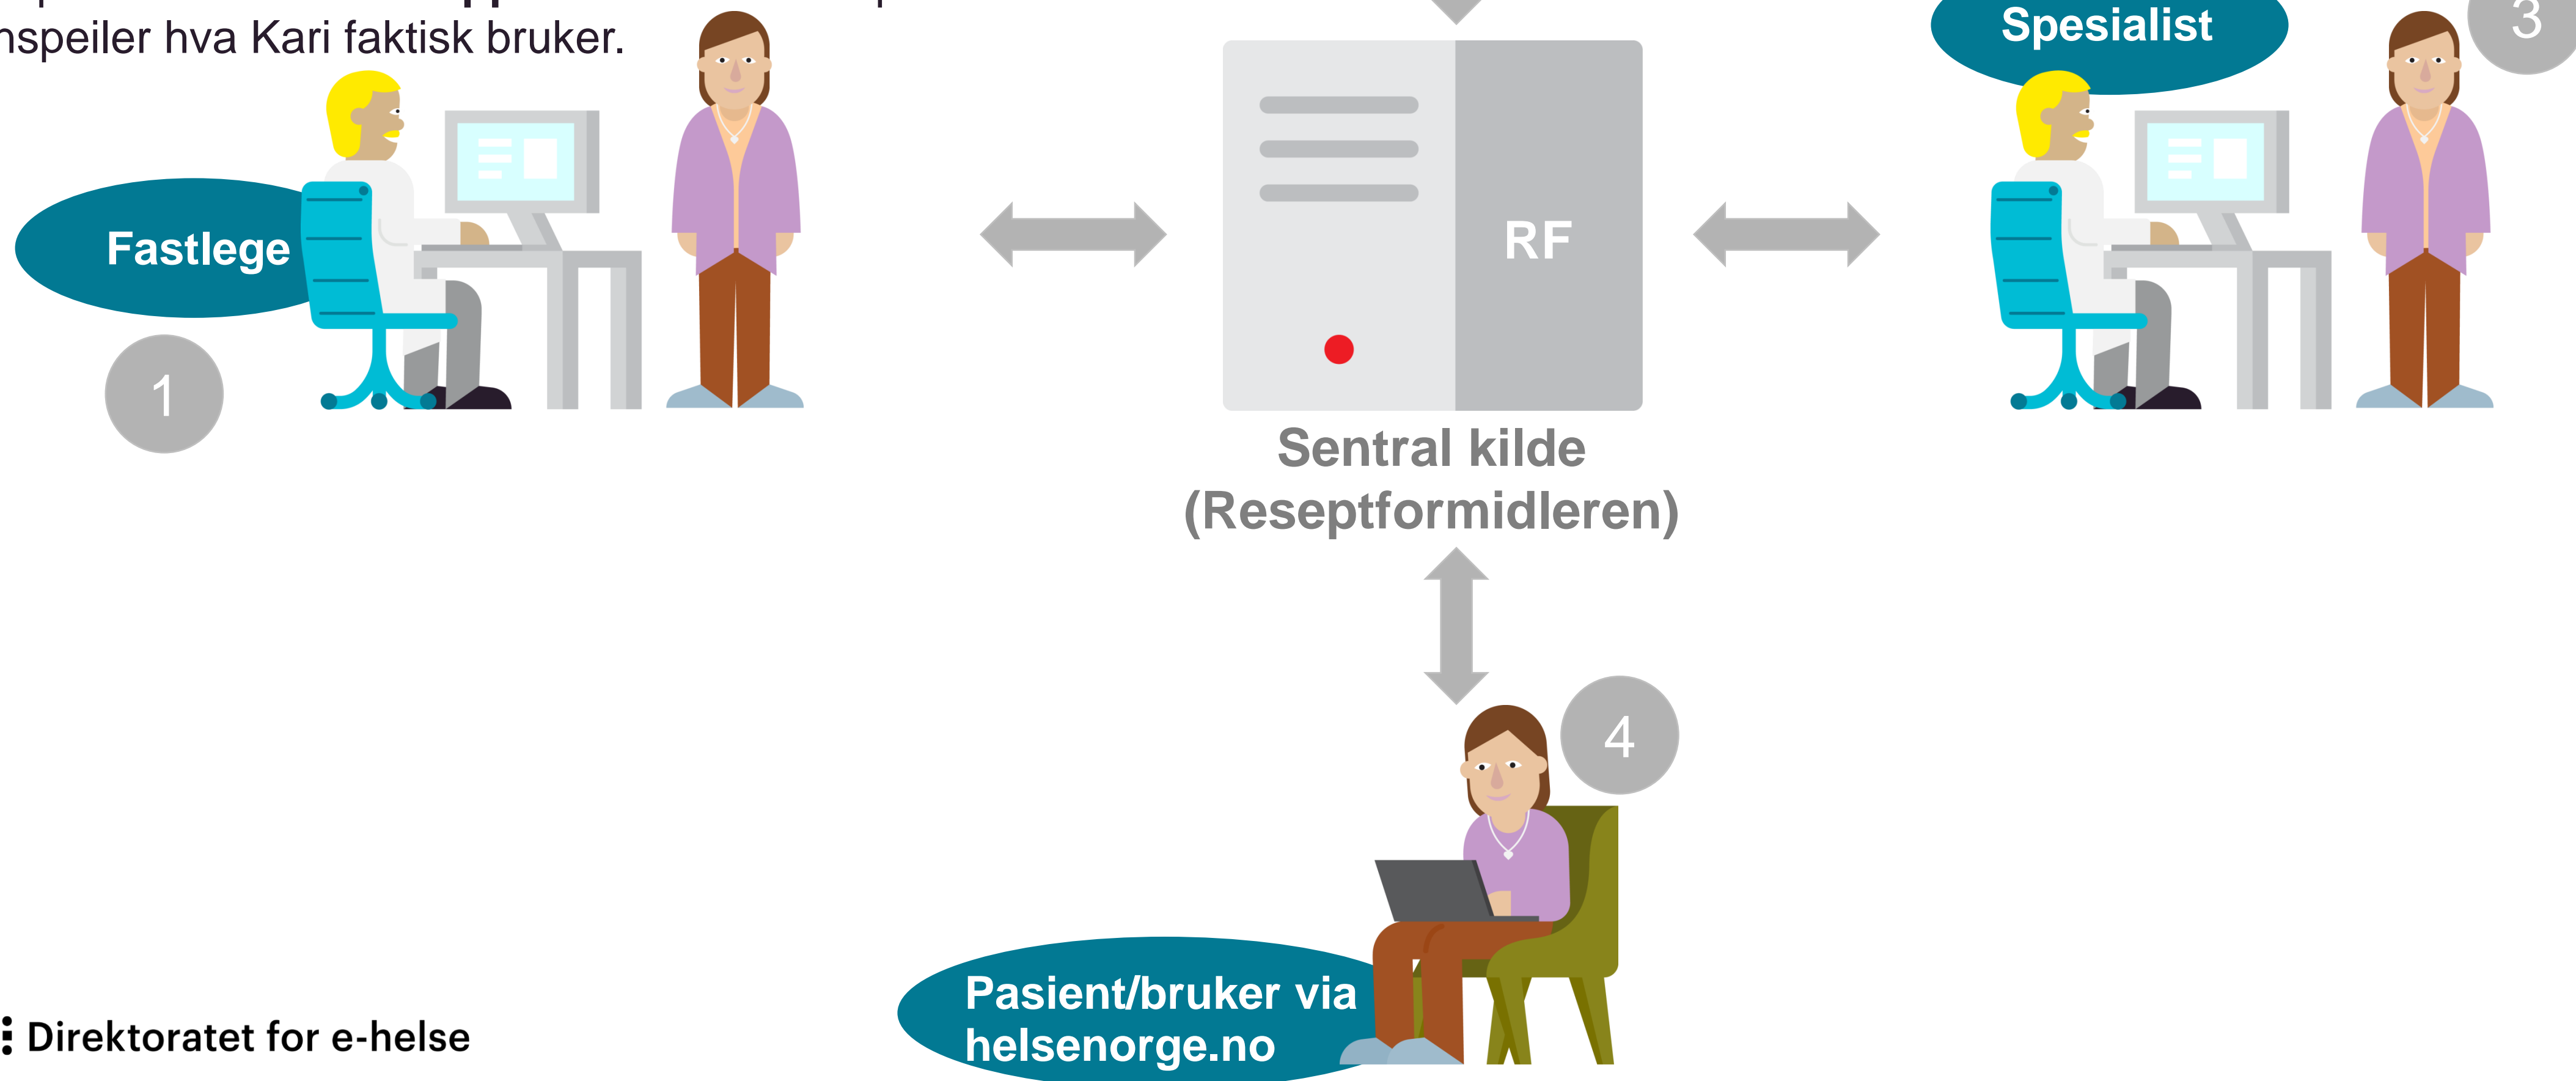 hva Kari faktisk bruker.
Spesialist
3
Fastlege
RF
1
Sentral kilde
(Reseptformidleren)
4
Pasient/bruker via
helsenorge.no
Direktoratet for e-helse